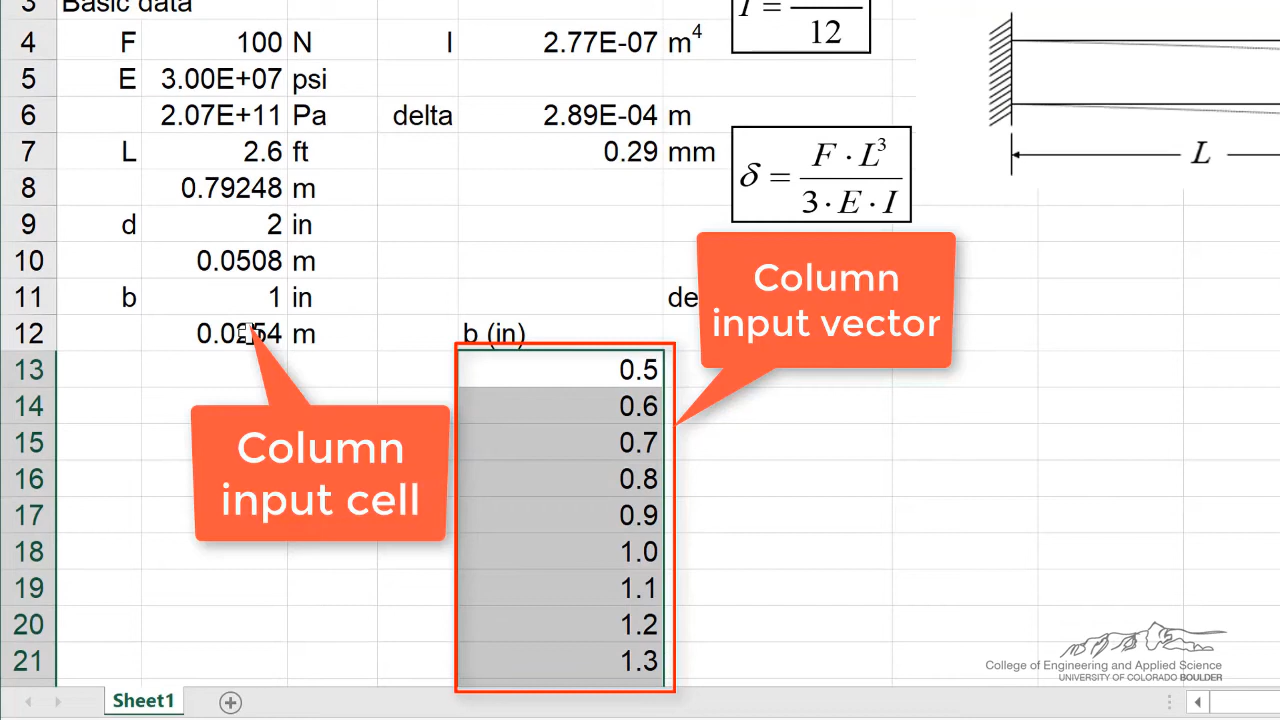 3 Basic data
I = 12
4 F 100 N I 2.77E-07 m⁴
5 E 3.00E+07 psi
6 2.07E+11 Pa delta 2.89E-04 m
7 L 2.6 ft 0.29 mm
δ = F · L³ / 3 · E · I
L
8 0.79248 m
9 d 2 in
10 0.0508 m
11 b 1 in de
12 m b (in)
Column
input vector
13 0.5
14 0.6
Column
input cell
15 0.7
16 0.8
17 0.9
18 1.0
19 1.1
20 1.2
21 1.3
College of Engineering and Applied Science
UNIVERSITY OF COLORADO BOULDER
Sheet1